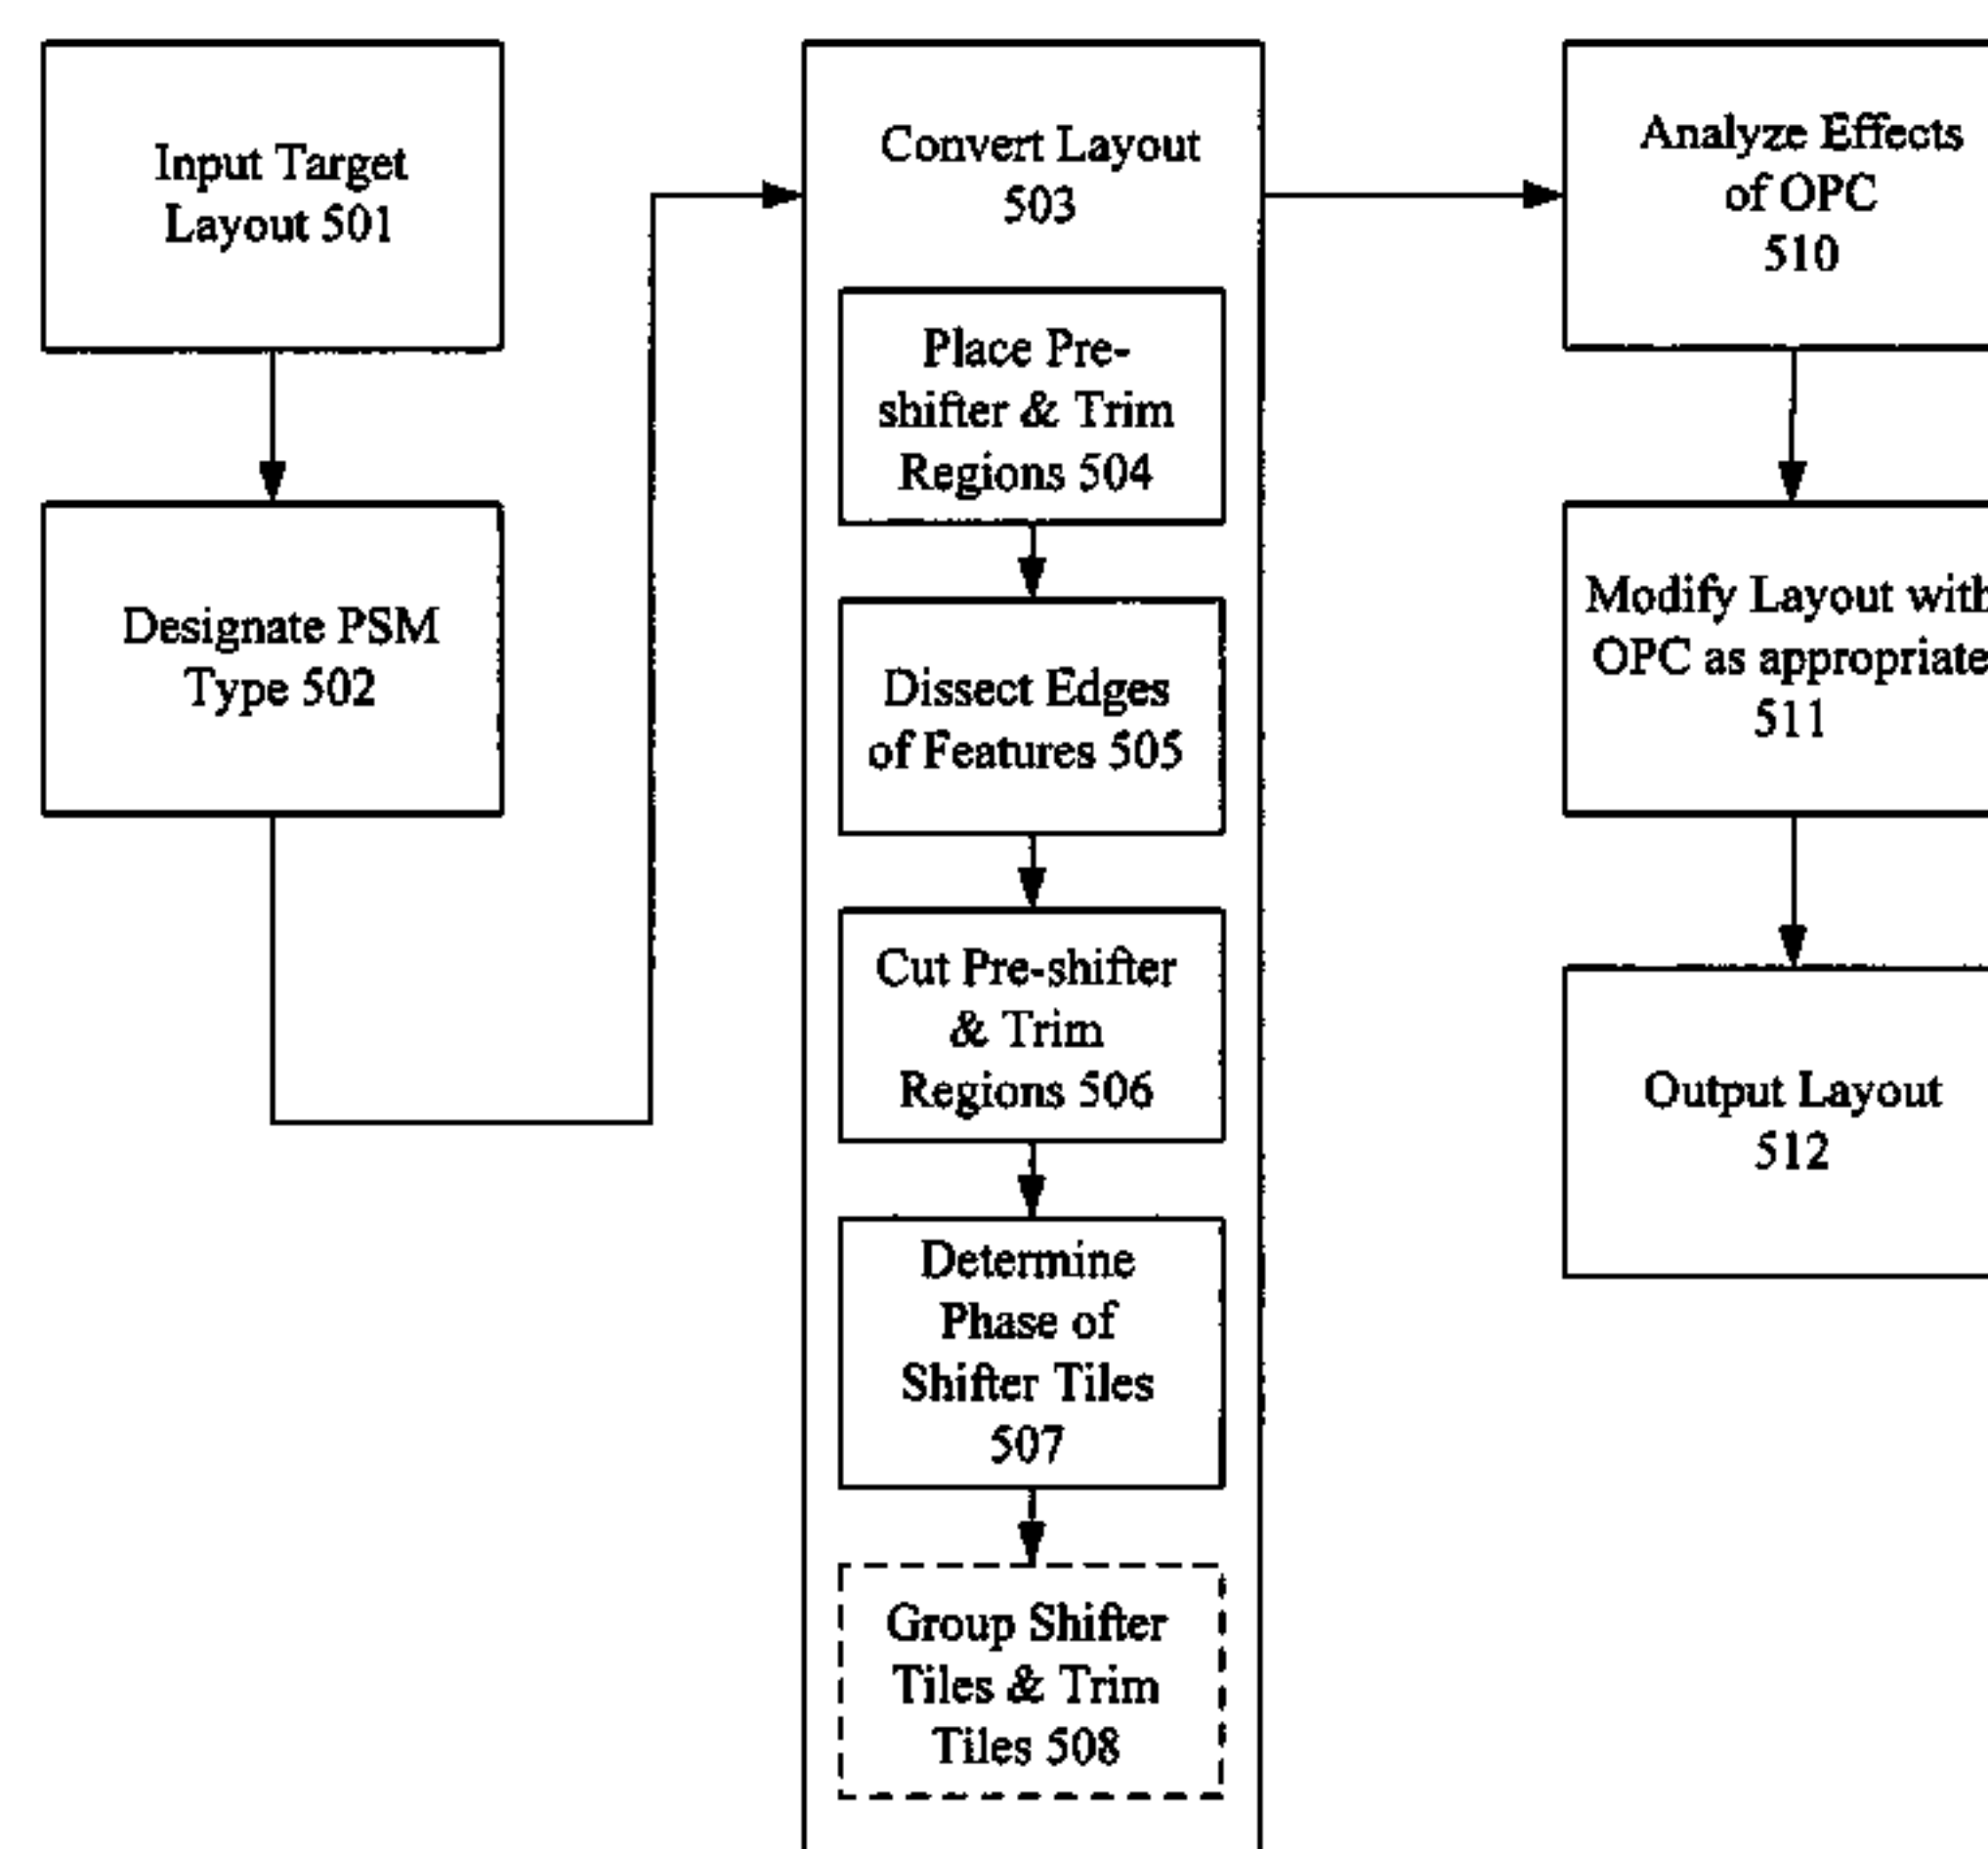 Input Target
Layout 501
Designate PSM
Type 502
Convert Layout
503
Place Pre-
shifter & Trim
Regions 504
Dissect Edges
of Features 505
Cut Pre-shifter
& Trim
Regions 506
Determine
Phase of
Shifter Tiles
507
Group Shifter
Tiles & Trim
Tiles 508
Analyze Effects
of OPC
510
Modify Layout with
OPC as appropriate
511
Output Layout
512